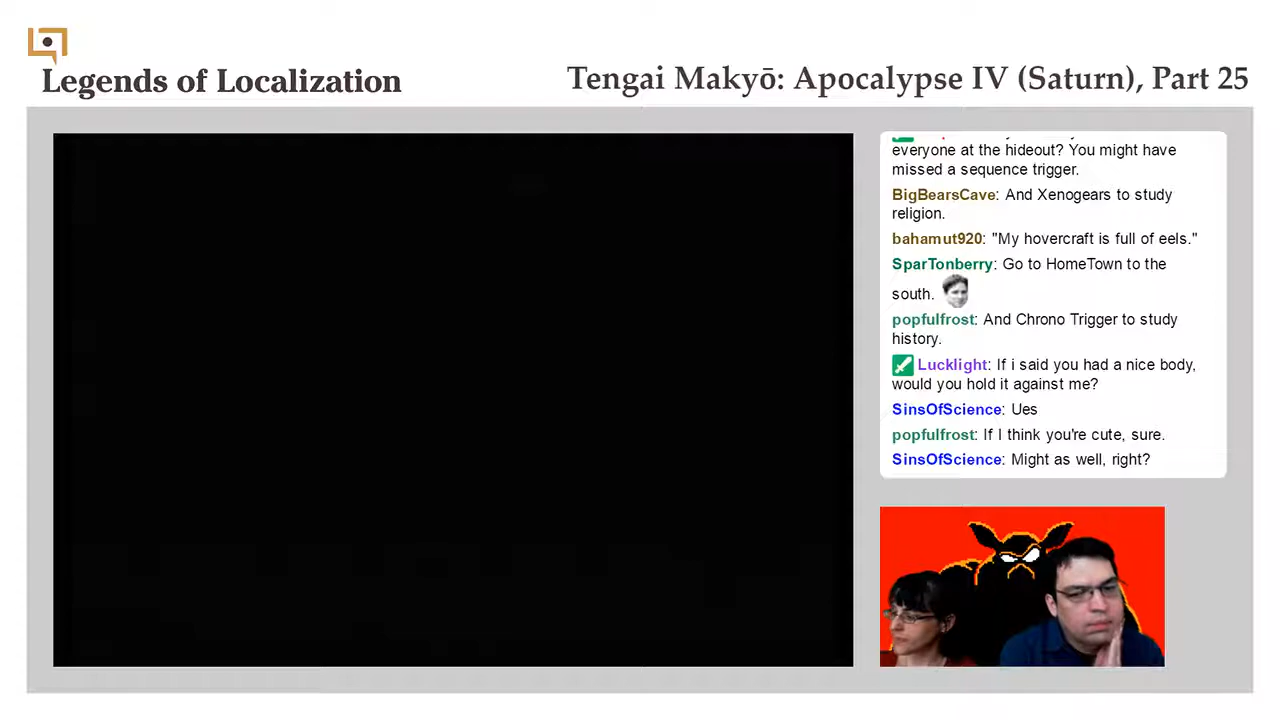 Legends of Localization
Tengai Makyō: Apocalypse IV (Saturn), Part 25
everyone at the hideout? You might have
missed a sequence trigger.
BigBearsCave: And Xenogears to study
religion.
bahamut920: "My hovercraft is full of eels."
SparTonberry: Go to HomeTown to the
south.
popfulfrost: And Chrono Trigger to study
history.
Lucklight: If i said you had a nice body,
would you hold it against me?
SinsOfScience: Ues
popfulfrost: If I think you're cute, sure.
SinsOfScience: Might as well, right?